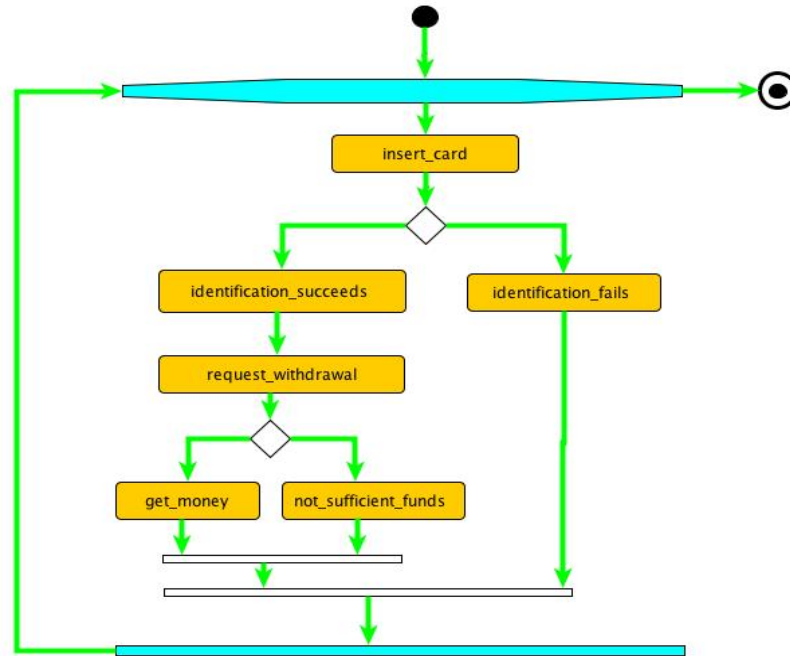 insert_card
identification_succeeds
identification_fails
request_withdrawal
get_money
not_sufficient_funds